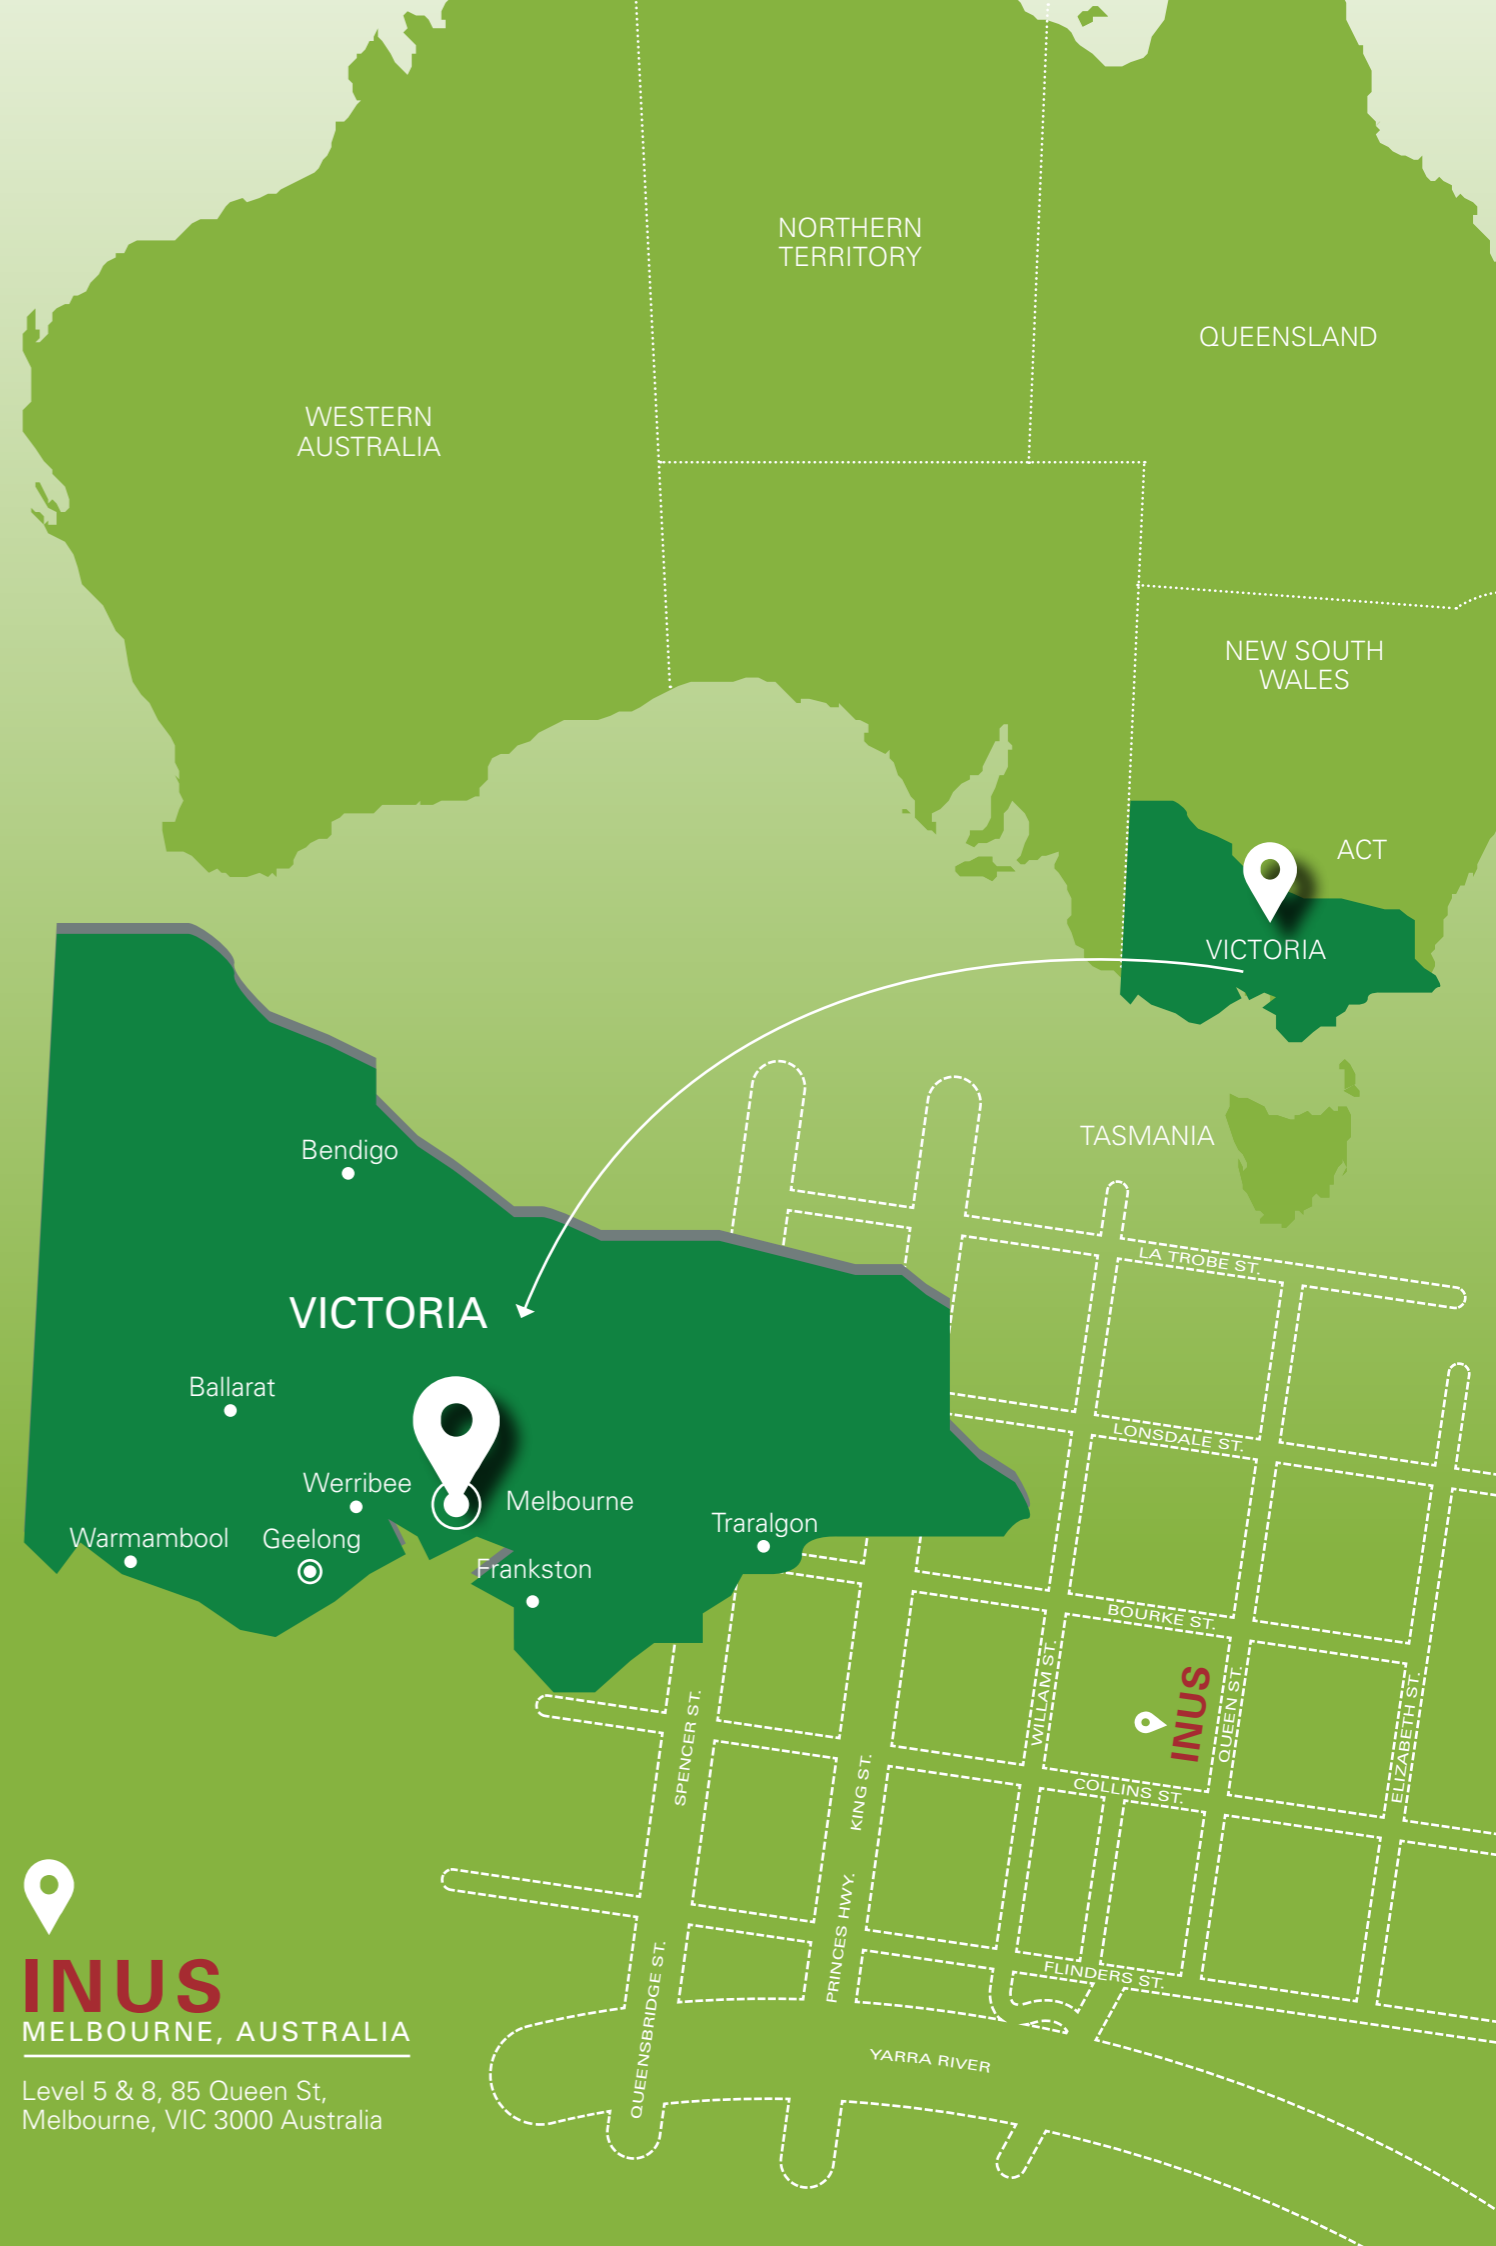 NORTHERN
TERRITORY
QUEENSLAND
WESTERN
AUSTRALIA
NEW SOUTH
WALES
ACT
VICTORIA
TASMANIA
Bendigo
VICTORIA
Ballarat
Werribee
Melbourne
Warmambool
Geelong
Traralgon
Frankston
LA TROBE ST.
LONSDALE ST.
BOURKE ST.
WILLAM ST.
INUS
QUEEN ST.
ELIZABETH ST.
SPENCER ST.
KING ST.
COLLINS ST.
PRINCES HWY.
FLINDERS ST.
QUEENSBRIDGE ST.
YARRA RIVER
INUS
MELBOURNE, AUSTRALIA
Level 5 & 8, 85 Queen St,
Melbourne, VIC 3000 Australia